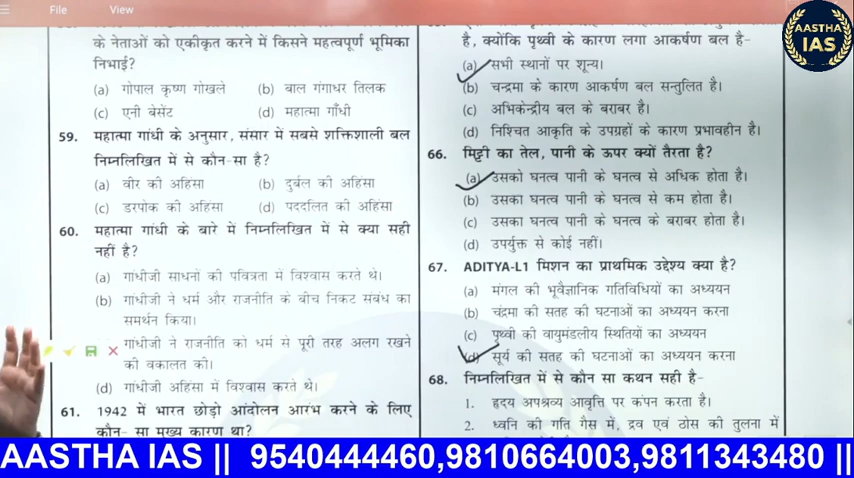 File
View
AASTHA
IAS
के नेताओं को एकीकृत करने में किसने महत्वपूर्ण भूमिका
निभाई?
(a) गोपाल कृष्ण गोखले (b) बाल गंगाधर तिलक
(c) एनी बेसेंट (d) महात्मा गाँधी
59. महात्मा गांधी के अनुसार, संसार में सबसे शक्तिशाली बल
निम्नलिखित में से कौन-सा है?
(a) वीर की अहिंसा (b) दुर्बल की अहिंसा
(c) डरपोक की अहिंसा (d) पददलित की अहिंसा
60. महात्मा गांधी के बारे में निम्नलिखित में से क्या सही
नहीं है?
(a) गांधीजी साधनों की पवित्रता में विश्वास करते थे।
(b) गांधीजी ने धर्म और राजनीति के बीच निकट संबंध का
समर्थन किया।
गांधीजी ने राजनीति को धर्म से पूरी तरह अलग रखने
की वकालत की।
(d) गांधीजी अहिंसा में विश्वास करते थे।
61. 1942 में भारत छोड़ो आंदोलन आरंभ करने के लिए
कौन- सा मुख्य कारण था?
है, क्योंकि पृथ्वी के कारण लगा आकर्षण बल है-
(a) सभी स्थानों पर शून्य।
(b) चन्द्रमा के कारण आकर्षण बल सन्तुलित है।
(c) अभिकेन्द्रीय बल के बराबर है।
(d) निश्चित आकृति के उपग्रहों के कारण प्रभावहीन है।
66. मिट्टी का तेल, पानी के ऊपर क्यों तैरता है?
(a) उसको घनत्व पानी के घनत्व से अधिक होता है।
(b) उसका घनत्व पानी के घनत्व से कम होता है।
(c) उसका घनत्व पानी के घनत्व के बराबर होता है।
(d) उपर्युक्त से कोई नहीं।
67. ADITYA-L1 मिशन का प्राथमिक उद्देश्य क्या है?
(a) मंगल की भूवैज्ञानिक गतिविधियों का अध्ययन
(b) चंद्रमा की सतह की घटनाओं का अध्ययन करना
(c) पृथ्वी की वायुमंडलीय स्थितियों का अध्ययन
(d) सूर्य की सतह की घटनाओं का अध्ययन करना
68. निम्नलिखित में से कौन सा कथन सही है-
1. हृदय अपश्रव्य आवृत्ति पर कंपन करता है।
2. ध्वनि की गति गैस में, द्रव एवं ठोस की तुलना में
AASTHA IAS || 9540444460,9810664003,9811343480 ||